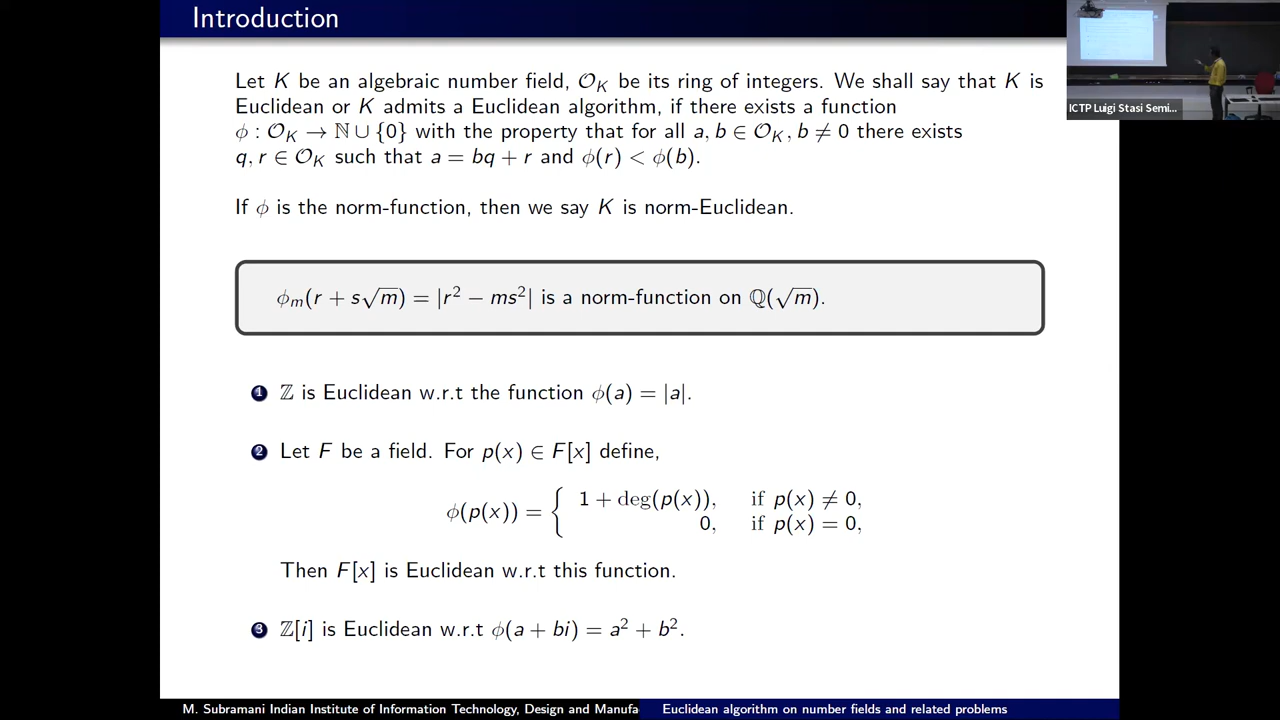 Introduction
ICTP Luigi Stasi Semi...
Let K be an algebraic number field, 𝒪_K be its ring of integers. We shall say that K is
Euclidean or K admits a Euclidean algorithm, if there exists a function
ϕ : 𝒪_K → ℕ ∪ {0} with the property that for all a, b ∈ 𝒪_K, b ≠ 0 there exists
q, r ∈ 𝒪_K such that a = bq + r and ϕ(r) < ϕ(b).
If ϕ is the norm-function, then we say K is norm-Euclidean.
ϕ_m(r + s√m) = |r² − ms²| is a norm-function on ℚ(√m).
1 ℤ is Euclidean w.r.t the function ϕ(a) = |a|.
2 Let F be a field. For p(x) ∈ F[x] define,
ϕ(p(x)) = { 1 + deg(p(x)), if p(x) ≠ 0,
0, if p(x) = 0,
Then F[x] is Euclidean w.r.t this function.
3 ℤ[i] is Euclidean w.r.t ϕ(a + bi) = a² + b².
M. Subramani Indian Institute of Information Technology, Design and Manufa
Euclidean algorithm on number fields and related problems